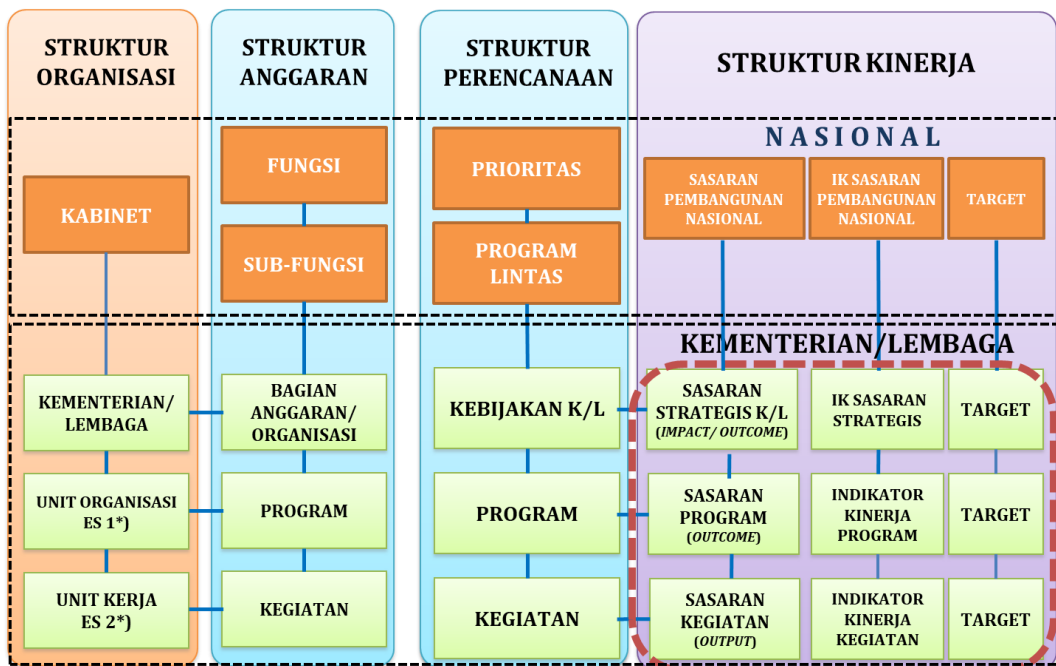 STRUKTUR
ORGANISASI
STRUKTUR
ANGGARAN
STRUKTUR
PERENCANAAN
STRUKTUR KINERJA
NASIONAL
KABINET
FUNGSI
SUB-FUNGSI
PRIORITAS
PROGRAM
LINTAS
SASARAN
PEMBANGUNAN
NASIONAL
IK SASARAN
PEMBANGUNAN
NASIONAL
TARGET
KEMENTERIAN/LEMBAGA
KEMENTERIAN/
LEMBAGA
BAGIAN
ANGGARAN/
ORGANISASI
KEBIJAKAN K/L
SASARAN
STRATEGIS K/L
(IMPACT/ OUTCOME)
IK SASARAN
STRATEGIS
TARGET
UNIT ORGANISASI
ES 1*)
PROGRAM
PROGRAM
SASARAN
PROGRAM
(OUTCOME)
INDIKATOR
KINERJA
PROGRAM
TARGET
UNIT KERJA
ES 2*)
KEGIATAN
KEGIATAN
SASARAN
KEGIATAN
(OUTPUT)
INDIKATOR
KINERJA
KEGIATAN
TARGET